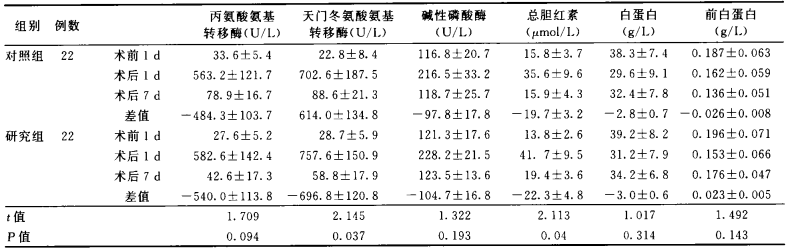 组别 例数 丙氨酸氨基转移酶(U/L) 天门冬氨酸氨基转移酶(U/L) 碱性磷酸酶(U/L) 总胆红素(μmol/L) 白蛋白(g/L) 前白蛋白(g/L)
对照组 22 术前1 d 33.6±5.4 22.8±8.4 116.8±20.7 15.8±3.7 38.3±7.4 0.187±0.063
术后1 d 563.2±121.7 702.6±187.5 216.5±33.2 35.6±9.6 29.6±9.1 0.162±0.059
术后7 d 78.9±16.7 88.6±21.3 118.7±25.7 15.9±4.3 32.4±7.8 0.136±0.051
差值 −484.3±103.7 614.0±134.8 −97.8±17.8 −19.7±3.2 −2.8±0.7 −0.026±0.008
研究组 22 术前1 d 27.6±5.2 28.7±5.9 121.3±17.6 13.8±2.6 39.2±8.2 0.196±0.071
术后1 d 582.6±142.4 757.6±150.9 228.2±21.5 41.7±9.5 31.2±7.9 0.153±0.066
术后7 d 42.6±17.3 58.8±17.9 123.5±13.6 19.4±3.6 34.2±6.8 0.176±0.047
差值 −540.0±113.8 −696.8±120.8 −104.7±16.8 −22.3±4.8 −3.0±0.6 0.023±0.005
t值 1.709 2.145 1.322 2.113 1.017 1.492
P值 0.094 0.037 0.193 0.04 0.314 0.143